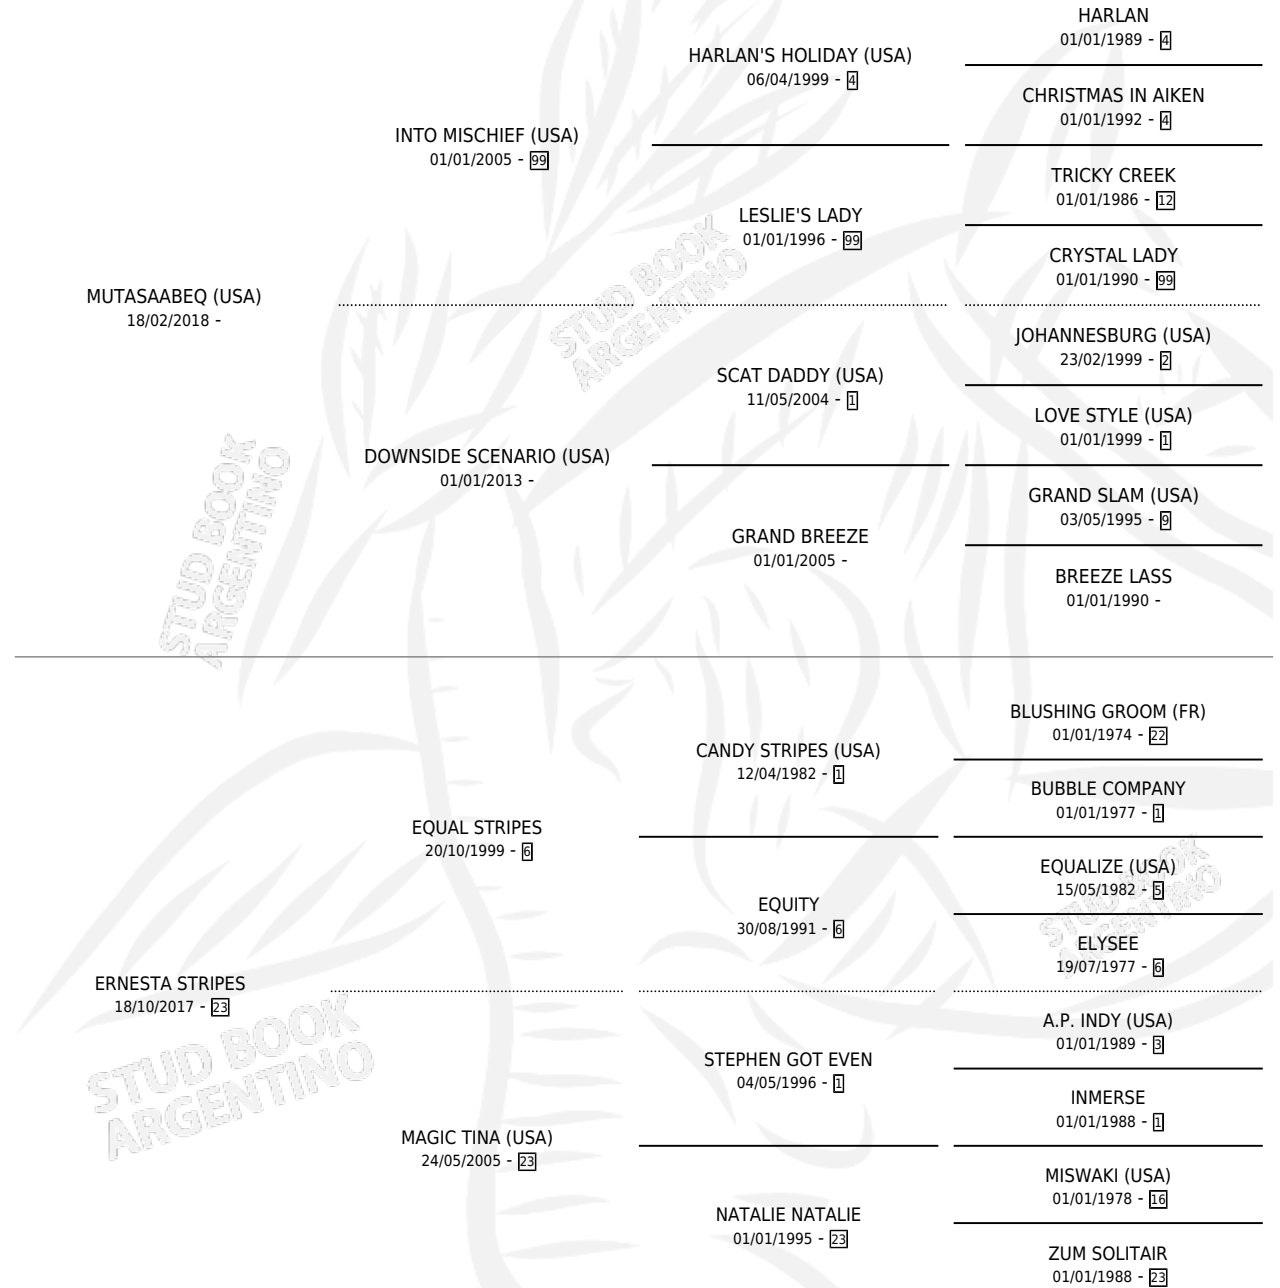 HARLAN
01/01/1989 - 4
HARLAN'S HOLIDAY (USA)
06/04/1999 - 4
CHRISTMAS IN AIKEN
01/01/1992 - 4
INTO MISCHIEF (USA)
01/01/2005 - 99
TRICKY CREEK
01/01/1986 - 12
LESLIE'S LADY
01/01/1996 - 99
CRYSTAL LADY
01/01/1990 - 99
MUTASAABEQ (USA)
18/02/2018 -
JOHANNESBURG (USA)
23/02/1999 - 2
SCAT DADDY (USA)
11/05/2004 - 1
LOVE STYLE (USA)
01/01/1999 - 1
DOWNSIDE SCENARIO (USA)
01/01/2013 -
GRAND SLAM (USA)
03/05/1995 - 9
GRAND BREEZE
01/01/2005 -
BREEZE LASS
01/01/1990 -
BLUSHING GROOM (FR)
01/01/1974 - 22
CANDY STRIPES (USA)
12/04/1982 - 1
BUBBLE COMPANY
01/01/1977 - 1
EQUAL STRIPES
20/10/1999 - 6
EQUALIZE (USA)
15/05/1982 - 5
EQUITY
30/08/1991 - 6
ELYSEE
19/07/1977 - 6
ERNESTA STRIPES
18/10/2017 - 23
A.P. INDY (USA)
01/01/1989 - 3
STEPHEN GOT EVEN
04/05/1996 - 1
INMERSE
01/01/1988 - 1
MAGIC TINA (USA)
24/05/2005 - 23
MISWAKI (USA)
01/01/1978 - 16
NATALIE NATALIE
01/01/1995 - 23
ZUM SOLITAIR
01/01/1988 - 23
STUD BOOK
ARGENTINO
STUD BOOK
ARGENTINO
STUD BOOK
ARGENTINO
STUD BOOK
ARGENTINO